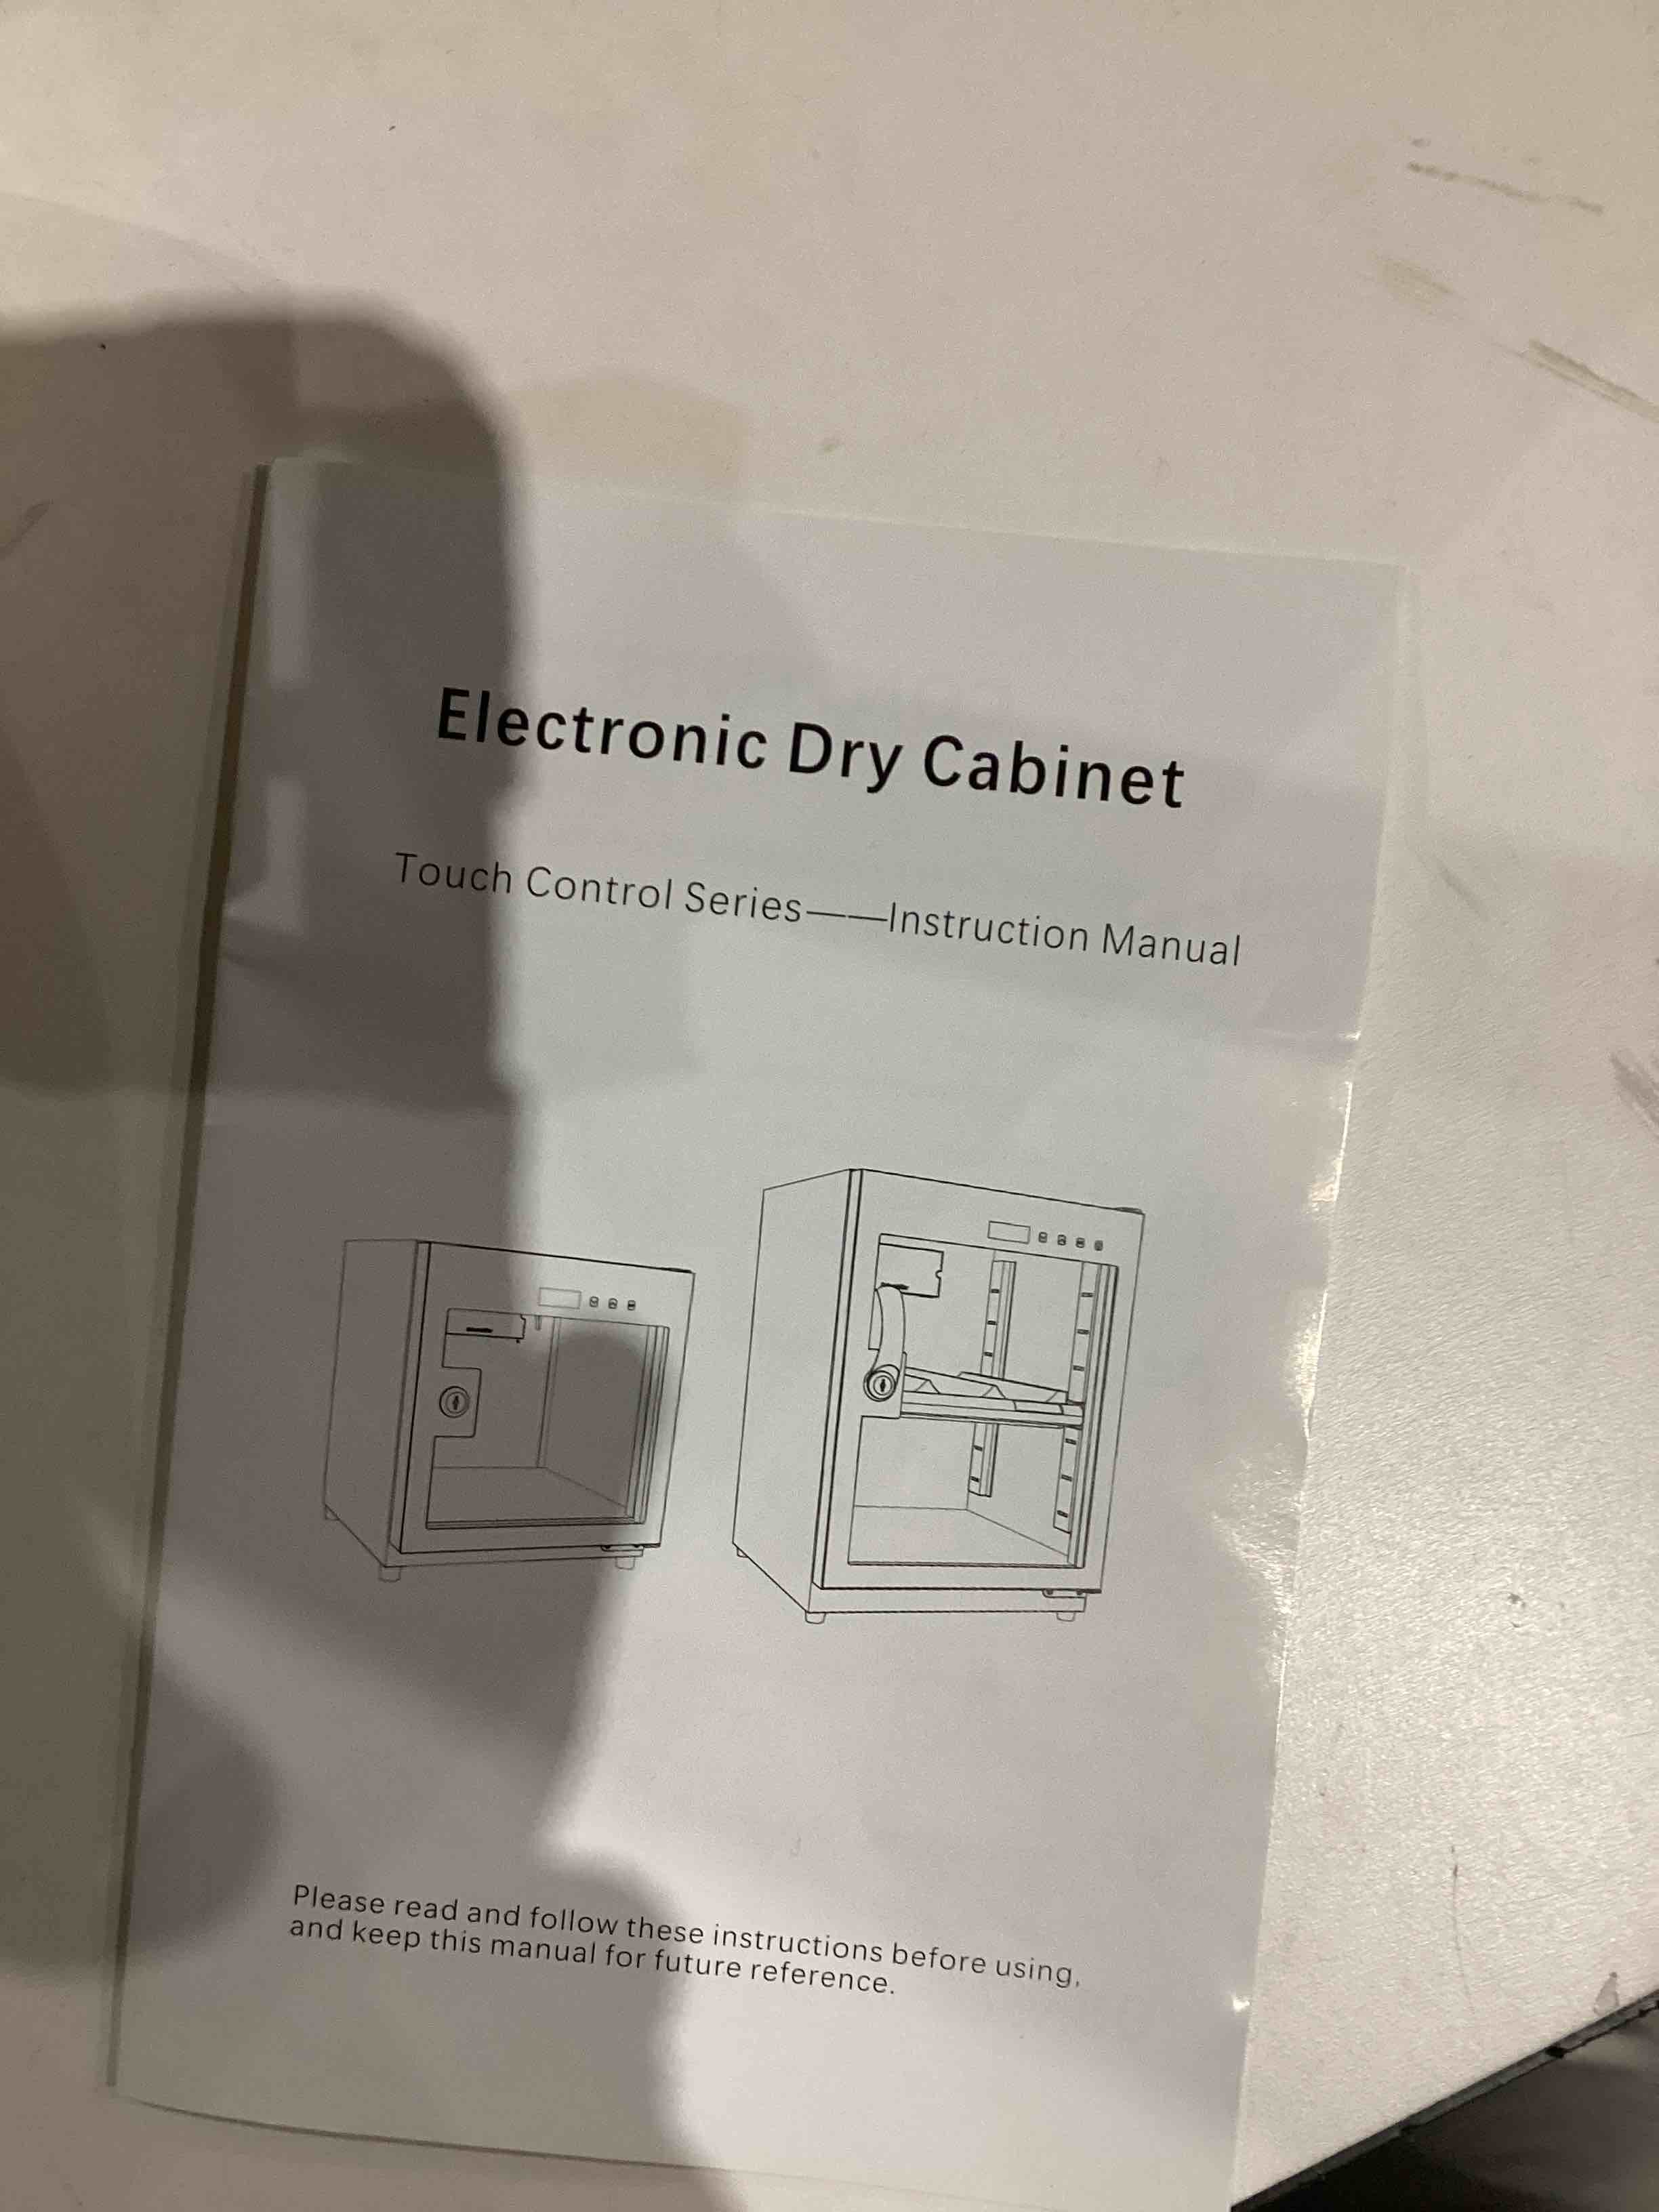 Electronic Dry Cabinet
Touch Control Series——Instruction Manual
Please read and follow these instructions before using,
and keep this manual for future reference.